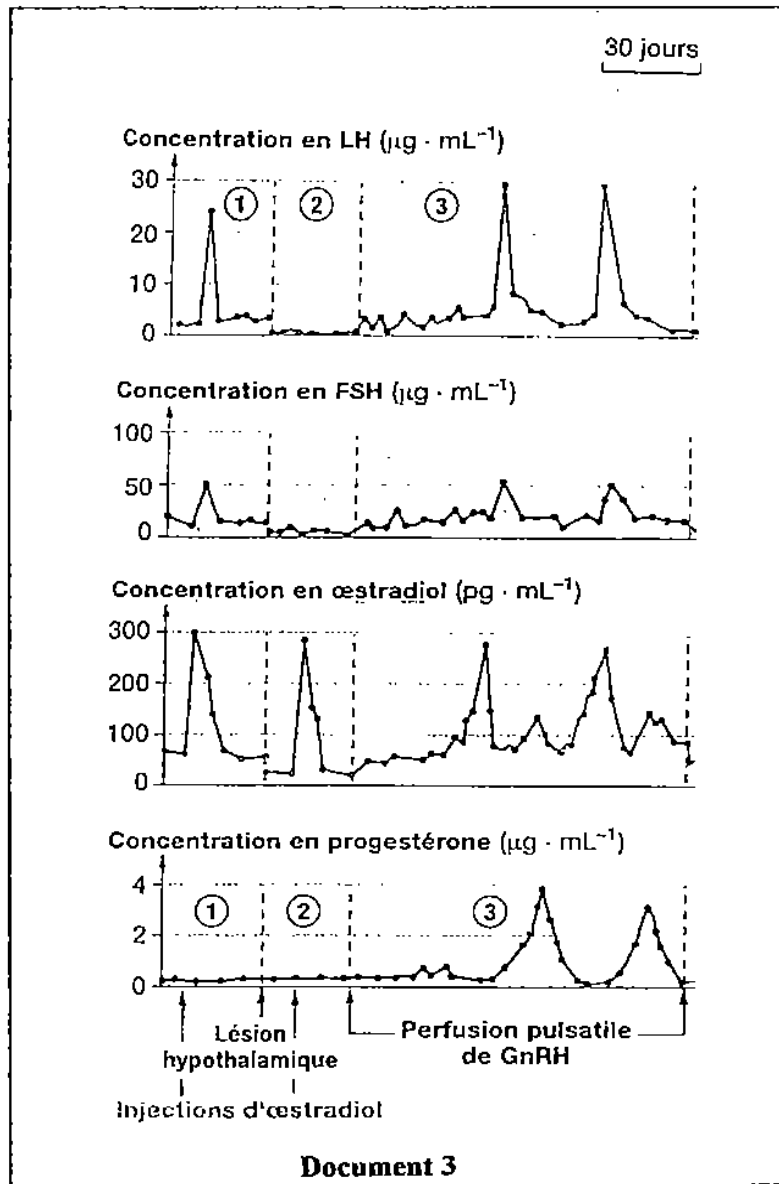 30 jours
Concentration en LH (µg · mL⁻¹)
30
20
10
0
① ② ③
Concentration en FSH (µg · mL⁻¹)
100
50
0
Concentration en œstradiol (pg · mL⁻¹)
300
200
100
0
Concentration en progestérone (µg · mL⁻¹)
4
2
0
① ② ③
Lésion
hypothalamique
Perfusion pulsatile
de GnRH
Injections d'œstradiol
Document 3